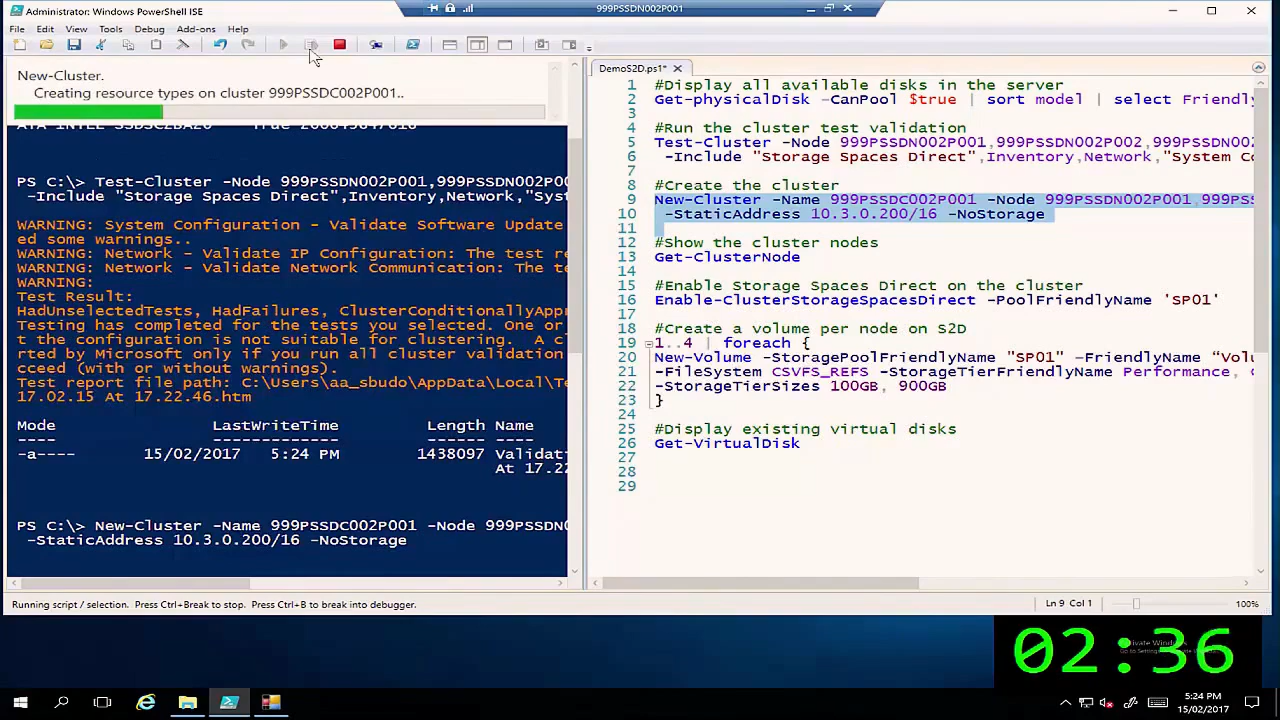 Administrator: Windows PowerShell ISE
999PSSDN002P001
File Edit View Tools Debug Add-ons Help
New-Cluster.
Creating resource types on cluster 999PSSDC002P001..
PS C:\> Test-Cluster -Node 999PSSDN002P001,999PSSDN002P00
-Include "Storage Spaces Direct",Inventory,Network,"Syst
WARNING: System Configuration - Validate Software Update
ed some warnings..
WARNING: Network - Validate IP Configuration: The test re
WARNING: Network - Validate Network Communication: The te
WARNING:
Test Result:
HadUnselectedTests, HadFailures, ClusterConditionallyAppr
Testing has completed for the tests you selected. One or
t the configuration is not suitable for clustering.  A cl
rted by Microsoft only if you run all cluster validation
cceed (with or without warnings).
Test report file path: C:\Users\aa_sbudo\AppData\Local\Te
17.02.15 At 17.22.46.htm
Mode LastWriteTime Length Name
---- ------------- ------ ----
-a---- 15/02/2017 5:24 PM 1438097 Validati
At 17.22
PS C:\> New-Cluster -Name 999PSSDC002P001 -Node 999PSSDN0
-StaticAddress 10.3.0.200/16 -NoStorage
Running script / selection. Press Ctrl+Break to stop. Press Ctrl+B to break into debugger.
DemoS2D.ps1*
1 #Display all available disks in the server
2 Get-physicalDisk –CanPool $true | sort model | select Friendly
3
4 #Run the cluster test validation
5 Test-Cluster -Node 999PSSDN002P001,999PSSDN002P002,999PSSDN002
6 -Include "Storage Spaces Direct",Inventory,Network,"System Co
7
8 #Create the cluster
9 New-Cluster -Name 999PSSDC002P001 -Node 999PSSDN002P001,999PSS
10 -StaticAddress 10.3.0.200/16 –NoStorage
11
12 #Show the cluster nodes
13 Get-ClusterNode
14
15 #Enable Storage Spaces Direct on the cluster
16 Enable-ClusterStorageSpacesDirect -PoolFriendlyName 'SP01'
17
18 #Create a volume per node on S2D
19 1..4 | foreach {
20 New-Volume -StoragePoolFriendlyName "SP01" –FriendlyName "Volu
21 -FileSystem CSVFS_REFS -StorageTierFriendlyName Performance, C
22 -StorageTierSizes 100GB, 900GB
23 }
24
25 #Display existing virtual disks
26 Get-VirtualDisk
27
28
29
Ln 9 Col 1 100%
02:36
5:24 PM
15/02/2017